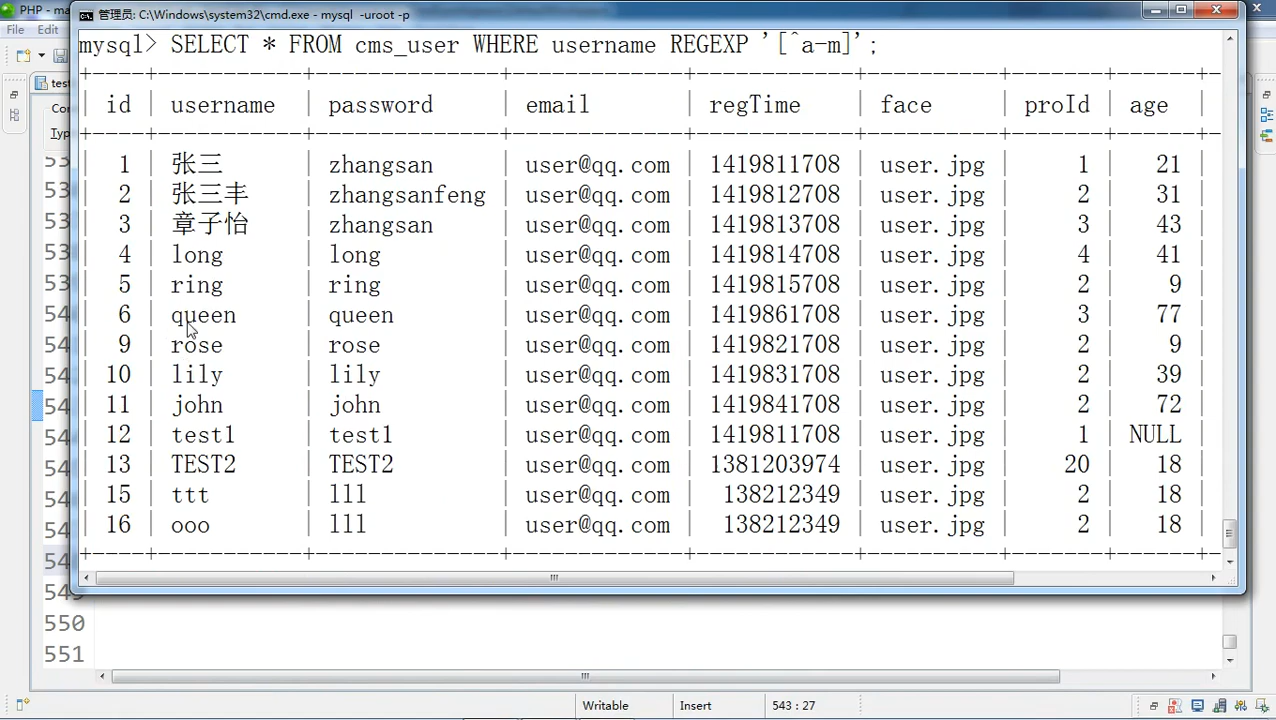 PHP - ma
管理员: C:\Windows\system32\cmd.exe - mysql -uroot -p
File Edit
mysql> SELECT * FROM cms_user WHERE username REGEXP '[^a-m]';
tes
Co
Typ
| id | username | password | email | regTime | face | proId | age |
| 1 | 张三 | zhangsan | user@qq.com | 1419811708 | user.jpg | 1 | 21
| 2 | 张三丰 | zhangsanfeng | user@qq.com | 1419812708 | user.jpg | 2 | 31
| 3 | 章子怡 | zhangsan | user@qq.com | 1419813708 | user.jpg | 3 | 43
| 4 | long | long | user@qq.com | 1419814708 | user.jpg | 4 | 41
| 5 | ring | ring | user@qq.com | 1419815708 | user.jpg | 2 | 9
| 6 | queen | queen | user@qq.com | 1419861708 | user.jpg | 3 | 77
| 9 | rose | rose | user@qq.com | 1419821708 | user.jpg | 2 | 9
| 10 | lily | lily | user@qq.com | 1419831708 | user.jpg | 2 | 39
| 11 | john | john | user@qq.com | 1419841708 | user.jpg | 2 | 72
| 12 | test1 | test1 | user@qq.com | 1419811708 | user.jpg | 1 | NULL
| 13 | TEST2 | TEST2 | user@qq.com | 1381203974 | user.jpg | 20 | 18
| 15 | ttt | lll | user@qq.com | 138212349 | user.jpg | 2 | 18
| 16 | ooo | lll | user@qq.com | 138212349 | user.jpg | 2 | 18
550
551
Writable Insert 543 : 27